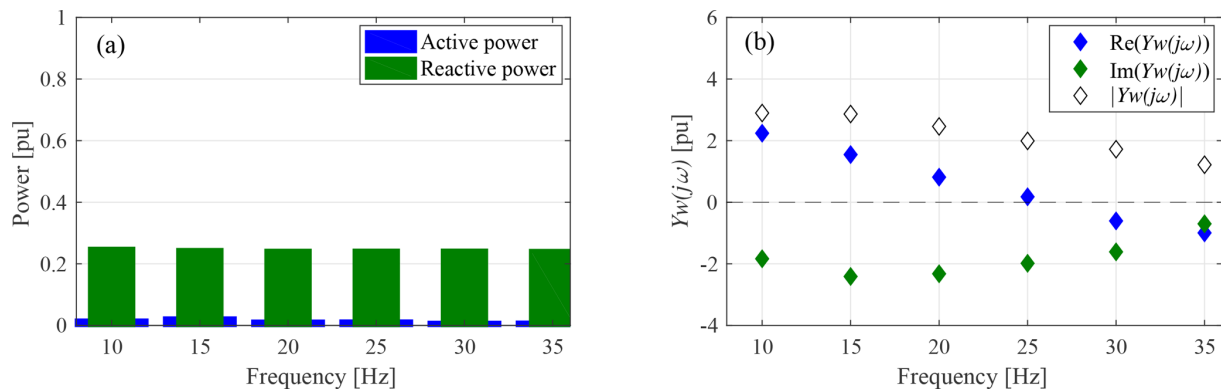 (a)
Active power
Reactive power
1
0.8
0.6
0.4
0.2
0
Power [pu]
10 15 20 25 30 35
Frequency [Hz]
(b)
Re(Yw(jω))
Im(Yw(jω))
|Yw(jω)|
6
4
2
0
-2
-4
Yw(jω) [pu]
10 15 20 25 30 35
Frequency [Hz]